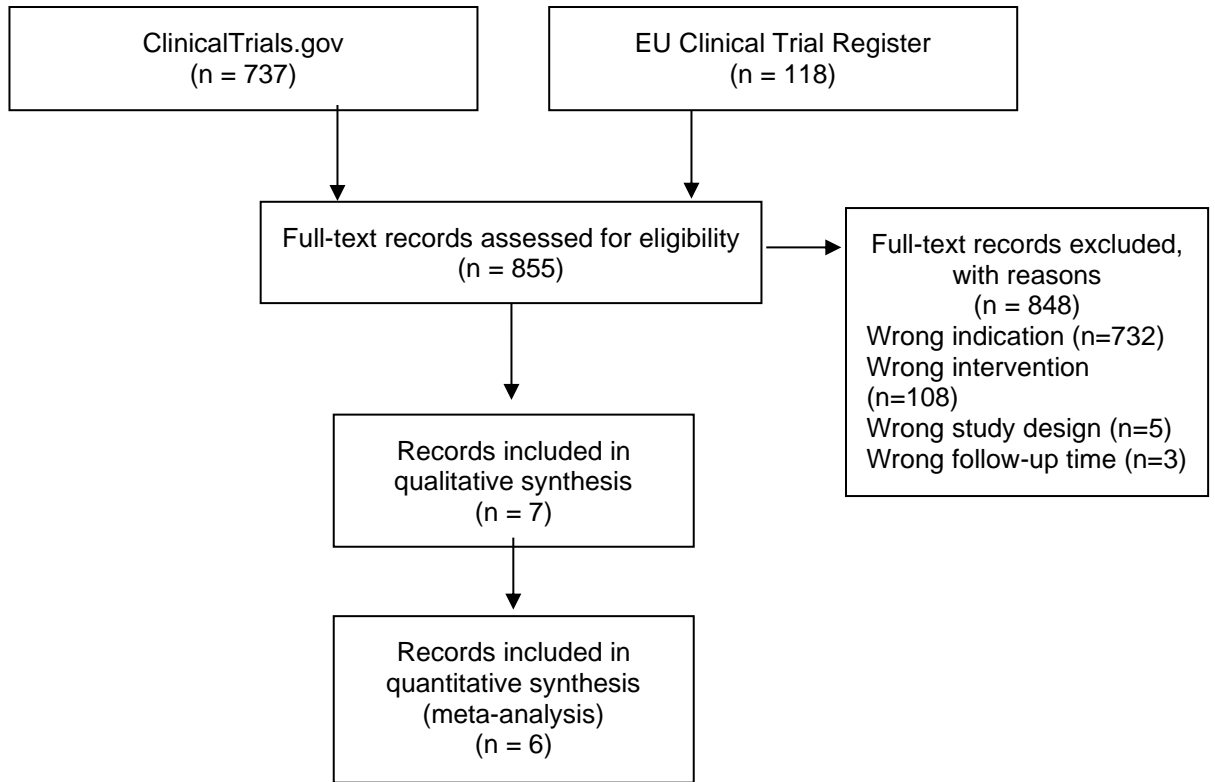 ClinicalTrials.gov
(n = 737)
EU Clinical Trial Register
(n = 118)
Full-text records assessed for eligibility
(n = 855)
Full-text records excluded,
with reasons
(n = 848)
Wrong indication (n=732)
Wrong intervention
(n=108)
Wrong study design (n=5)
Wrong follow-up time (n=3)
Records included in
qualitative synthesis
(n = 7)
Records included in
quantitative synthesis
(meta-analysis)
(n = 6)